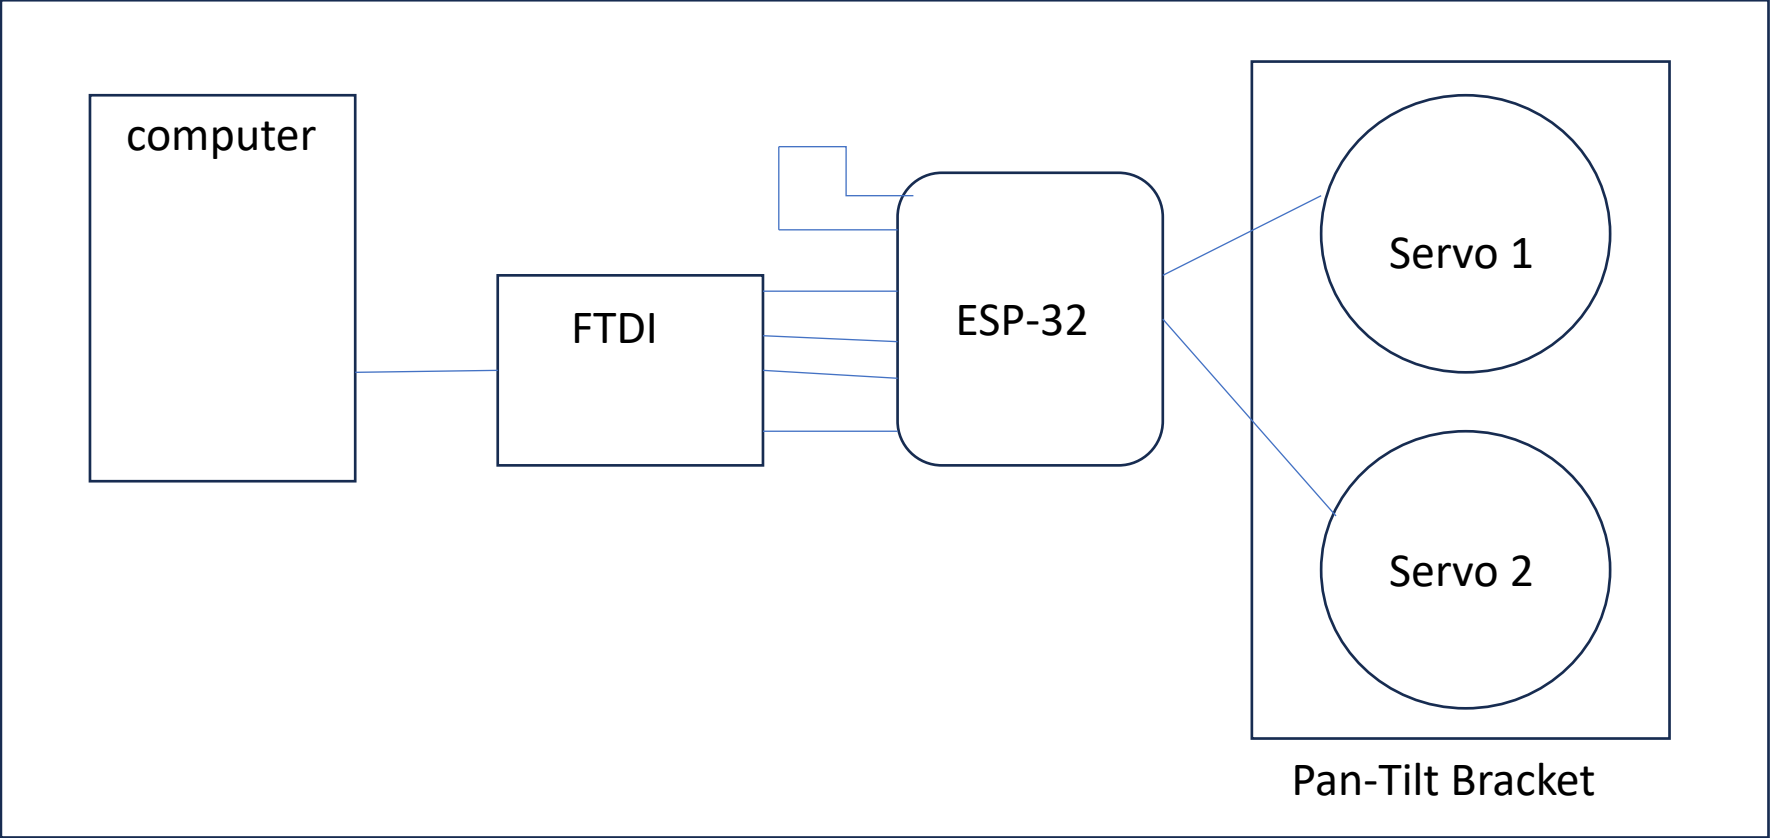 computer
FTDI
ESP-32
Servo 1
Servo 2
Pan-Tilt Bracket